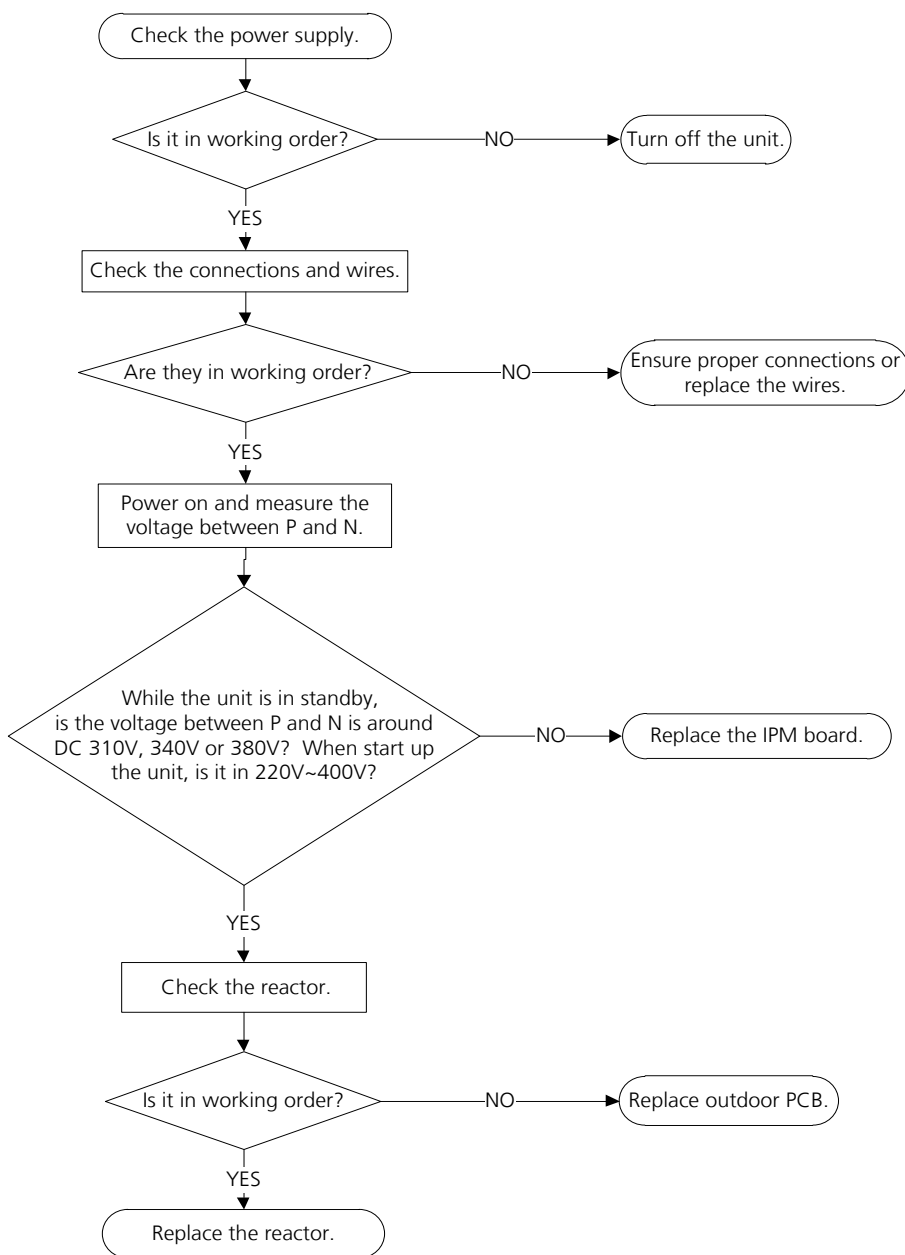 Check the power supply.
Is it in working order?
NO
Turn off the unit.
YES
Check the connections and wires.
Are they in working order?
NO
Ensure proper connections or
replace the wires.
YES
Power on and measure the
voltage between P and N.
While the unit is in standby,
is the voltage between P and N is around
DC 310V, 340V or 380V? When start up
the unit, is it in 220V~400V?
NO
Replace the IPM board.
YES
Check the reactor.
Is it in working order?
NO
Replace outdoor PCB.
YES
Replace the reactor.